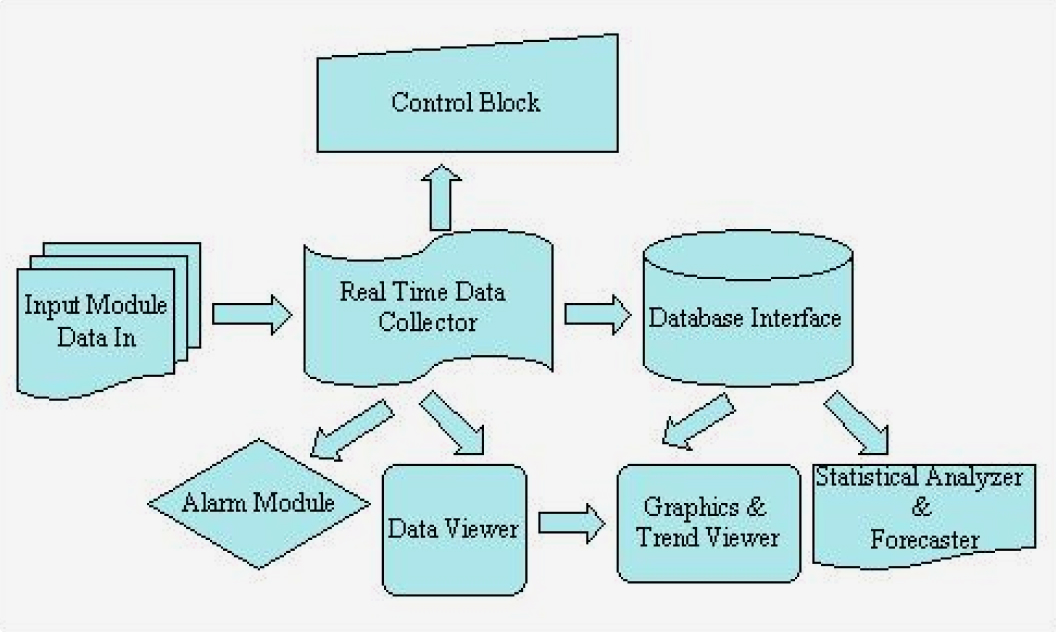 Control Block
Input Module
Data In
Real Time Data
Collector
Database Interface
Alarm Module
Data Viewer
Graphics &
Trend Viewer
Statistical Analyzer
&
Forecaster